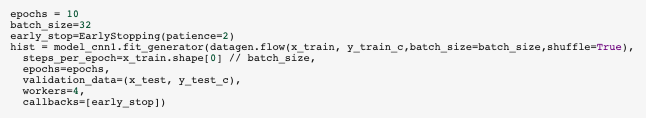 epochs = 10
batch_size=32
early_stop=EarlyStopping(patience=2)
hist = model_cnn1.fit_generator(datagen.flow(x_train, y_train_c,batch_size=batch_size,shuffle=True),
  steps_per_epoch=x_train.shape[0] // batch_size,
  epochs=epochs,
  validation_data=(x_test, y_test_c),
  workers=4,
  callbacks=[early_stop])